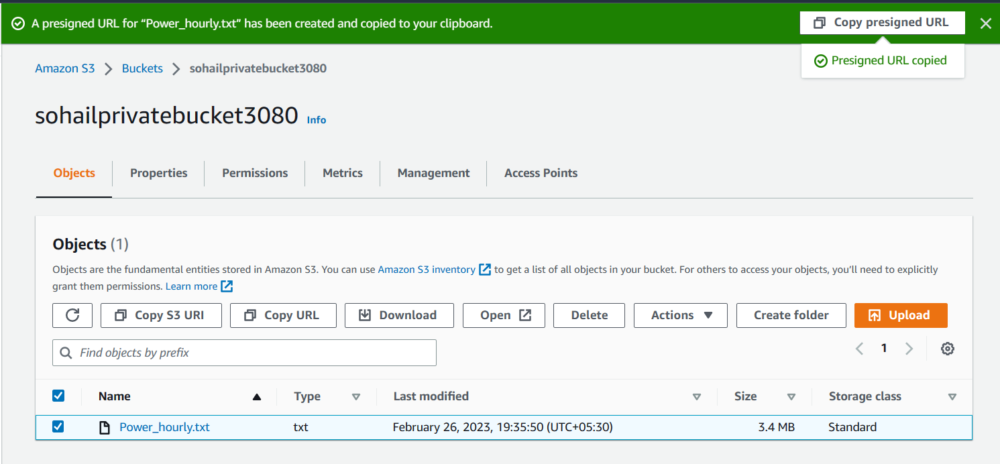 A presigned URL for “Power_hourly.txt” has been created and copied to your clipboard.
Copy presigned URL
Presigned URL copied
Amazon S3 Buckets sohailprivatebucket3080
sohailprivatebucket3080 Info
Objects Properties Permissions Metrics Management Access Points
Objects (1)
Objects are the fundamental entities stored in Amazon S3. You can use Amazon S3 inventory to get a list of all objects in your bucket. For others to access your objects, you’ll need to explicitly
grant them permissions. Learn more
Copy S3 URI Copy URL Download Open Delete Actions Create folder Upload
Find objects by prefix
1
Name Type Last modified Size Storage class
Power_hourly.txt txt February 26, 2023, 19:35:50 (UTC+05:30) 3.4 MB Standard